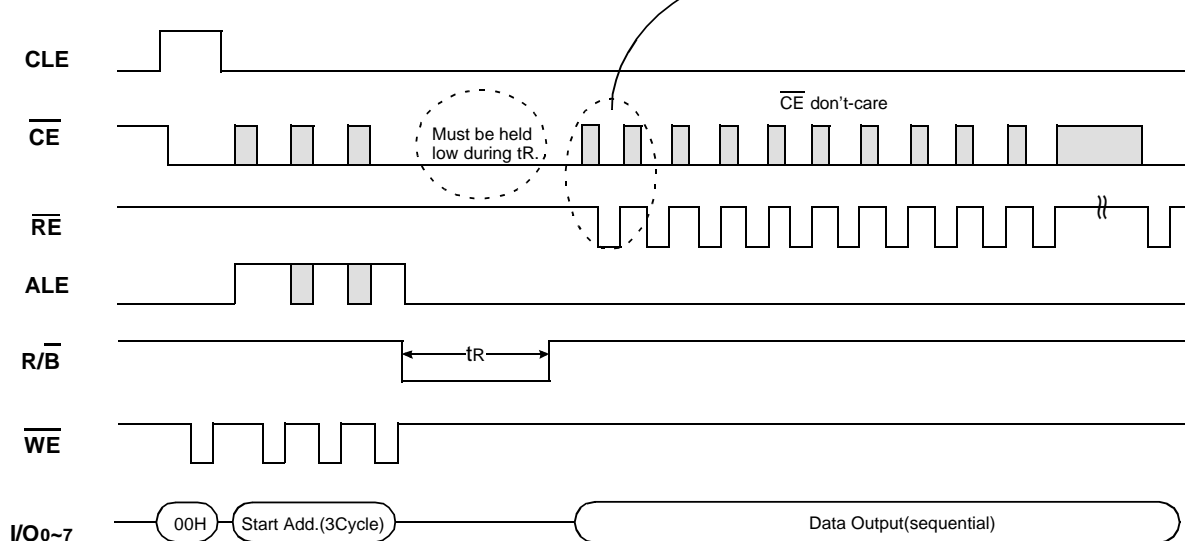 CLE
CE don't-care
CE
Must be held
low during tR.
RE
ALE
R/B
tR
WE
I/O0~7
00H
Start Add.(3Cycle)
Data Output(sequential)